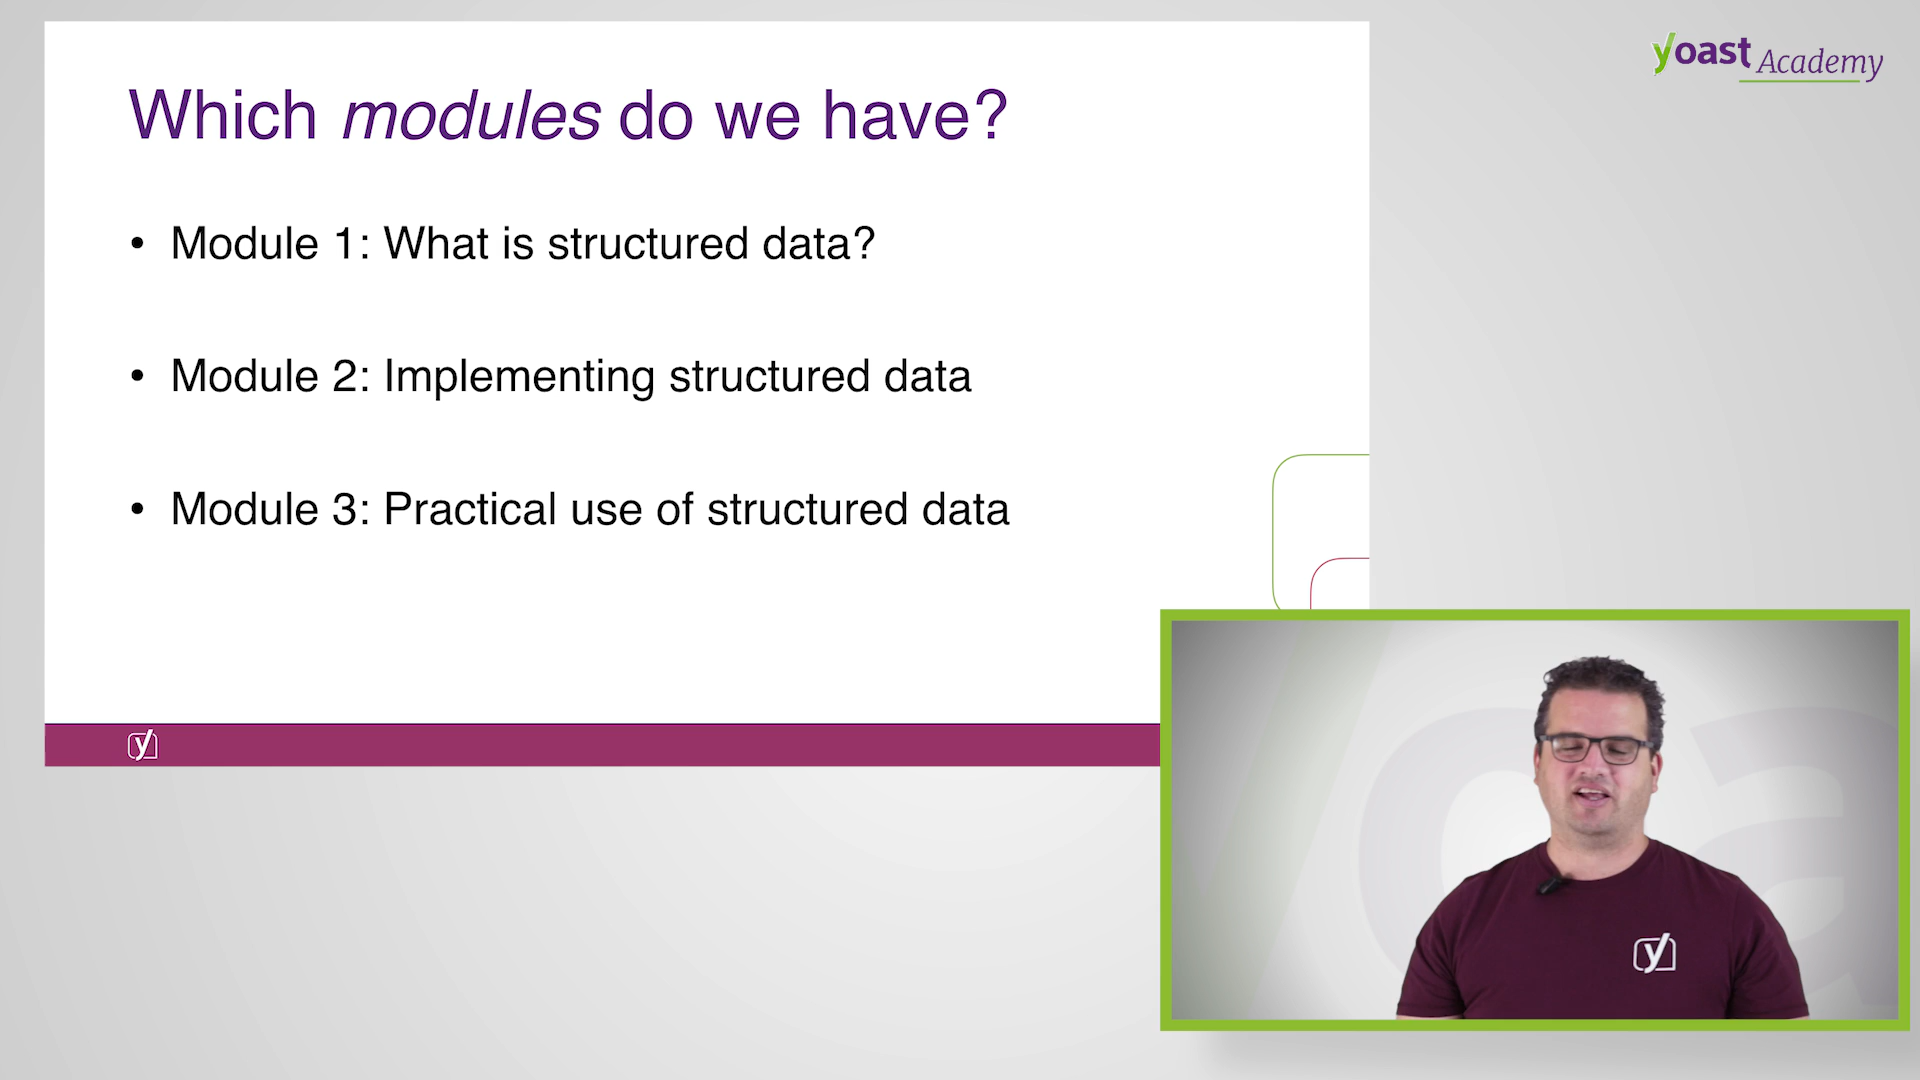 yoast Academy
Which modules do we have?
• Module 1: What is structured data?
• Module 2: Implementing structured data
• Module 3: Practical use of structured data
y
y